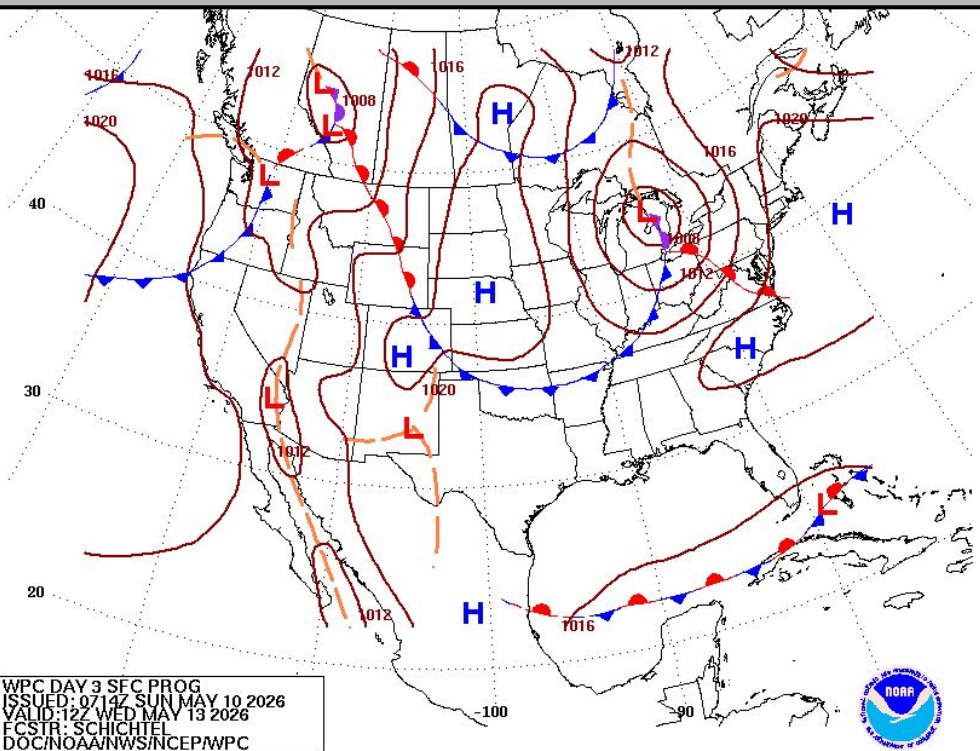 1012
1016
1012
1016
1008
1020
1020
1016
H
L
L
L
40
L
H
1008
1012
H
H
H
1020
30
L
L
1012
L
20
H
1012
1016
WPC DAY 3 SFC PROG
ISSUED: 0714Z SUN MAY 10 2026
VALID:12Z WED MAY 13 2026
FCSTR: SCHICHTEL
DOC/NOAA/NWS/NCEP/WPC
-100
-90
NOAA